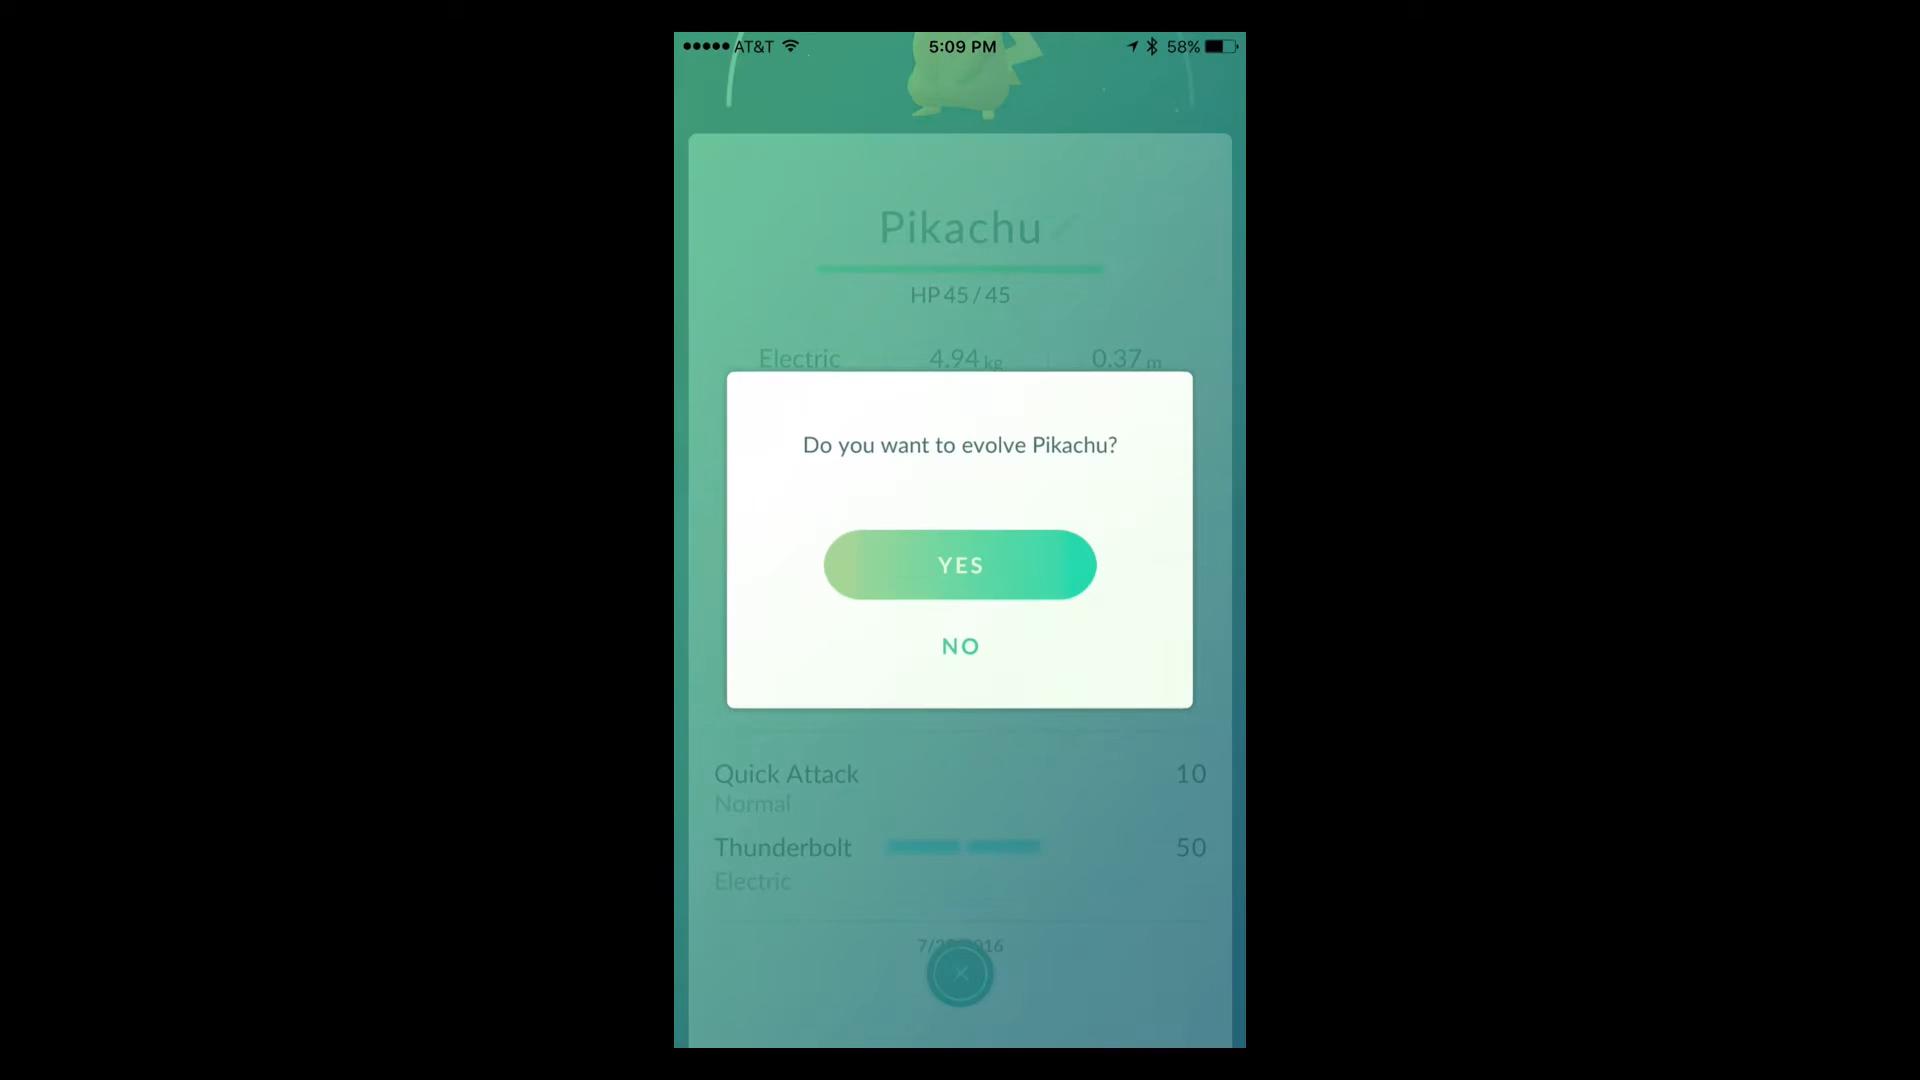 AT&T 5:09 PM 58%
Pikachu
HP 45 / 45
Electric 4.94 kg 0.37 m
Do you want to evolve Pikachu?
YES
NO
Quick Attack 10
Normal
Thunderbolt 50
Electric